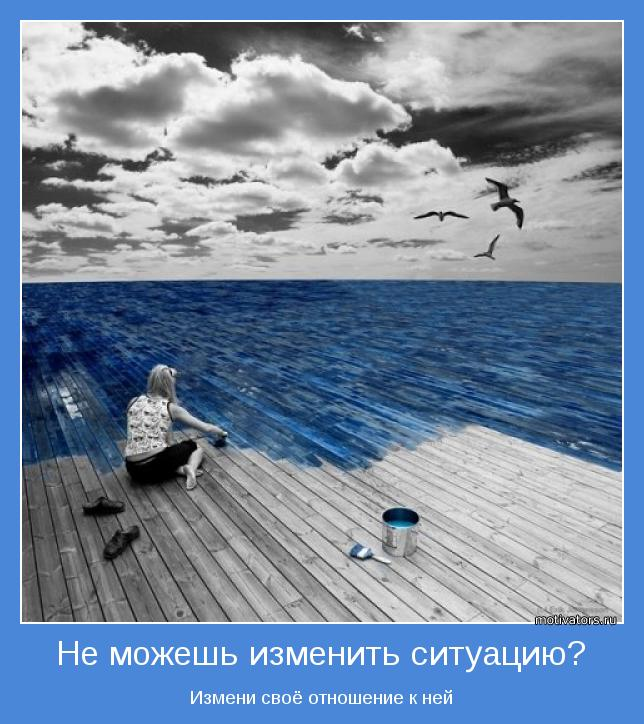 motivators.ru
Не можешь изменить ситуацию?
Измени своё отношение к ней